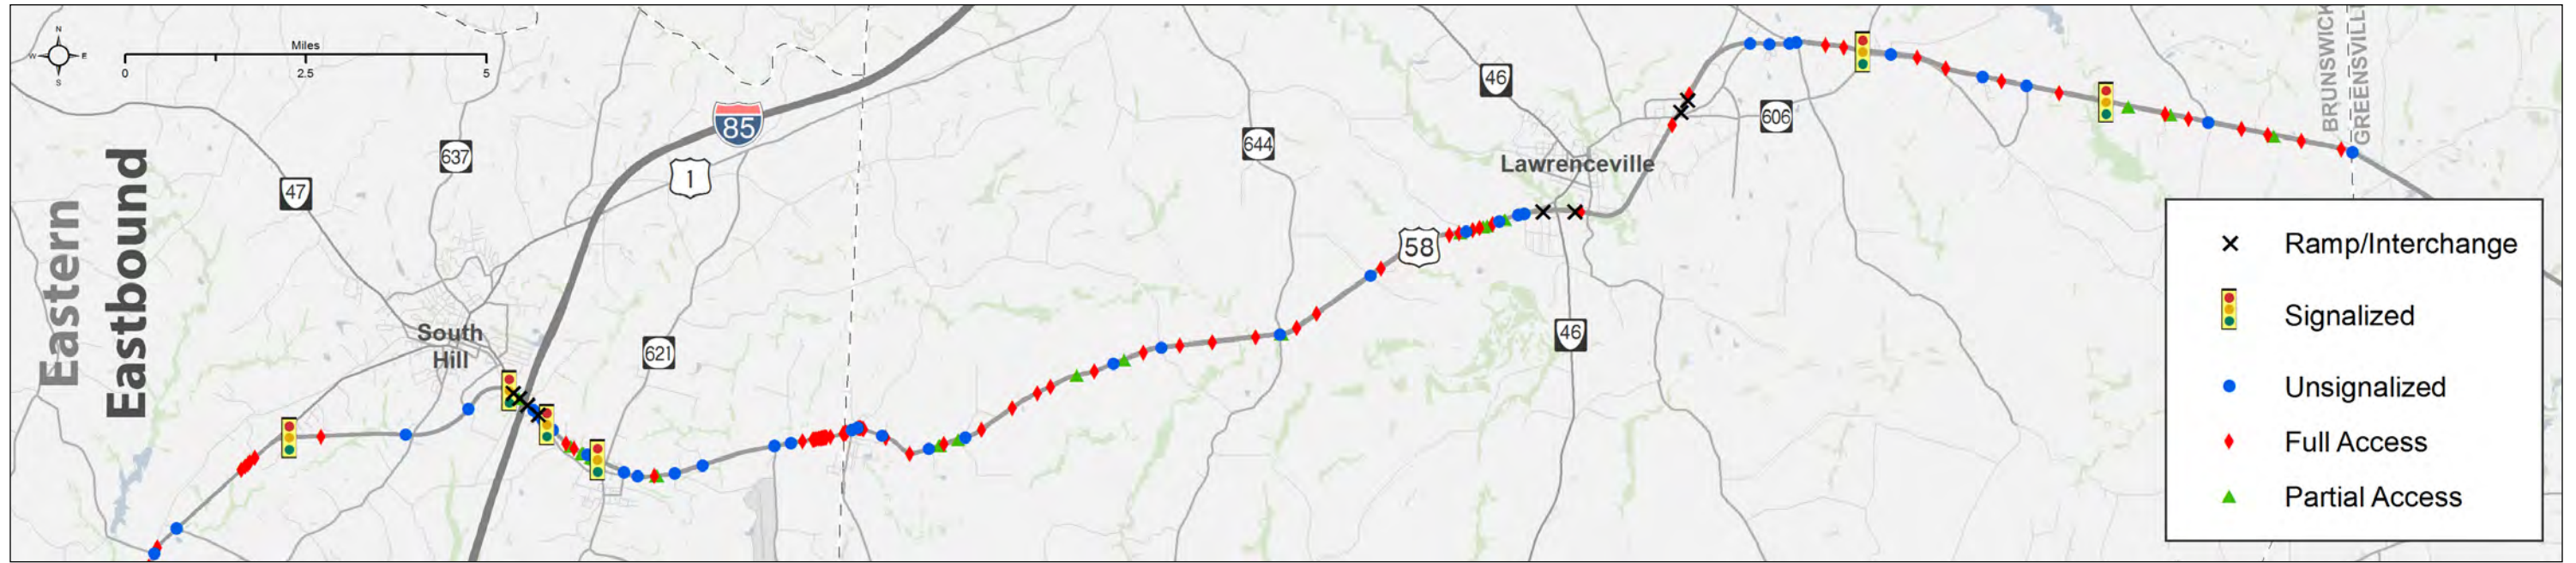 N
W E
S
Miles
0 2.5 5
Eastern
Eastbound
47
637
85
1
South
Hill
621
644
46
58
Lawrenceville
46
606
BRUNSWICK
GREENSVILL
Ramp/Interchange
Signalized
Unsignalized
Full Access
Partial Access